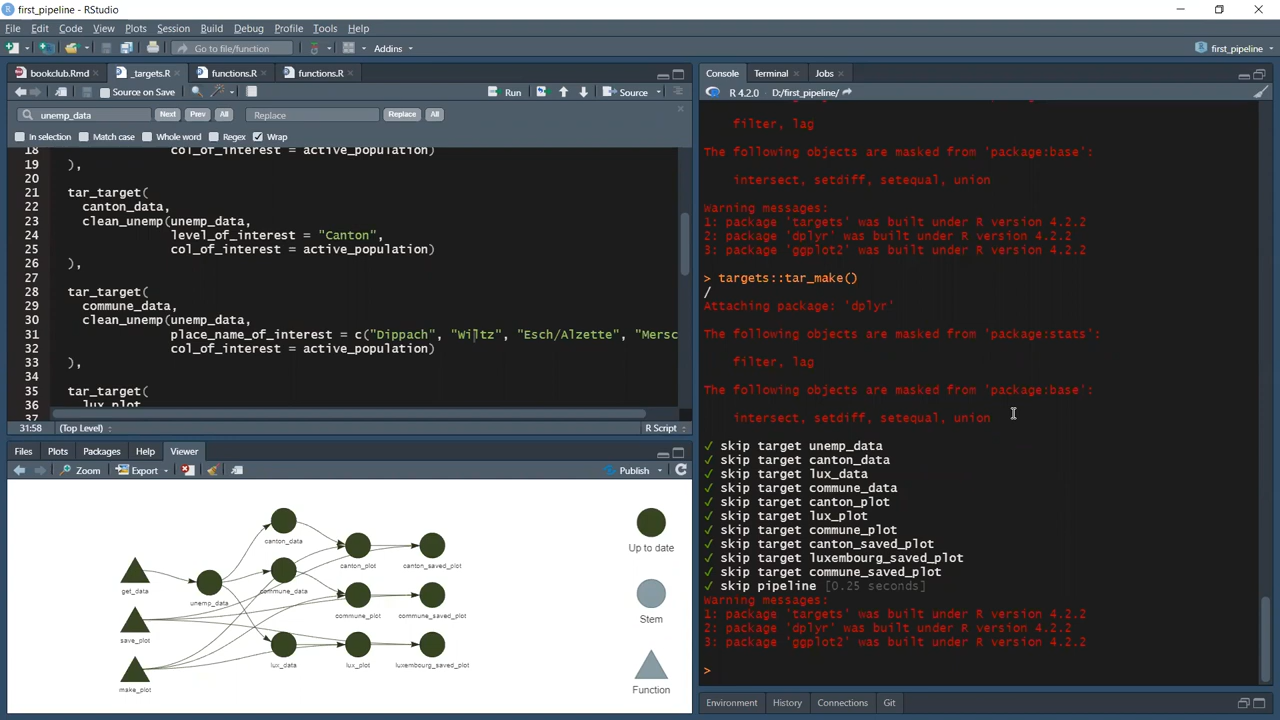 first_pipeline - RStudio
File Edit Code View Plots Session Build Debug Profile Tools Help
Go to file/function Addins first_pipeline
bookclub.Rmd _targets.R functions.R functions.R
Source on Save Run Source
unemp_data Next Prev All Replace Replace All
In selection Match case Whole word Regex Wrap
18 col_of_interest = active_population)
19 ),
20
21 tar_target(
22 canton_data,
23 clean_unemp(unemp_data,
24 level_of_interest = "Canton",
25 col_of_interest = active_population)
26 ),
27
28 tar_target(
29 commune_data,
30 clean_unemp(unemp_data,
31 place_name_of_interest = c("Dippach", "Wiltz", "Esch/Alzette", "Mersc
32 col_of_interest = active_population)
33 ),
34
35 tar_target(
36 lux_plot
37
31:58 (Top Level) R Script
Files Plots Packages Help Viewer
Zoom Export Publish
canton_data
canton_plot
canton_saved_plot
Up to date
get_data
unemp_data
commune_data
commune_plot
commune_saved_plot
Stem
save_plot
lux_data
lux_plot
luxembourg_saved_plot
make_plot
Function
Console Terminal Jobs
R 4.2.0 · D:/first_pipeline/
filter, lag
The following objects are masked from 'package:base':
intersect, setdiff, setequal, union
Warning messages:
1: package 'targets' was built under R version 4.2.2
2: package 'dplyr' was built under R version 4.2.2
3: package 'ggplot2' was built under R version 4.2.2
> targets::tar_make()
/
Attaching package: 'dplyr'
The following objects are masked from 'package:stats':
filter, lag
The following objects are masked from 'package:base':
intersect, setdiff, setequal, union
✓ skip target unemp_data
✓ skip target canton_data
✓ skip target lux_data
✓ skip target commune_data
✓ skip target canton_plot
✓ skip target lux_plot
✓ skip target commune_plot
✓ skip target canton_saved_plot
✓ skip target luxembourg_saved_plot
✓ skip target commune_saved_plot
✓ skip pipeline [0.25 seconds]
Warning messages:
1: package 'targets' was built under R version 4.2.2
2: package 'dplyr' was built under R version 4.2.2
3: package 'ggplot2' was built under R version 4.2.2
>
Environment History Connections Git